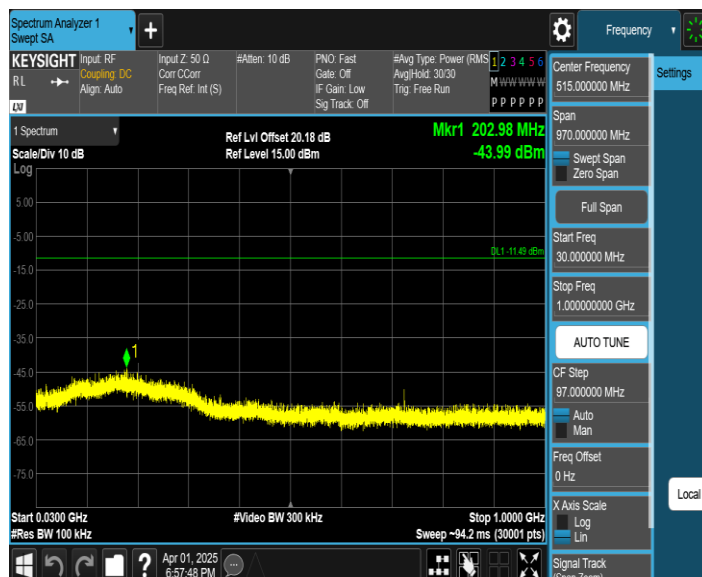 Spectrum Analyzer 1
Swept SA
Frequency
KEYSIGHT
R L
LXI
Input: RF
Coupling: DC
Align: Auto
Input Z: 50 Ω
Corr CCorr
Freq Ref: Int (S)
#Atten: 10 dB
PNO: Fast
Gate: Off
IF Gain: Low
Sig Track: Off
#Avg Type: Power (RMS
Avg|Hold: 30/30
Trig: Free Run
1 2 3 4 5 6
M W W W W W
P P P P P P
1 Spectrum
Scale/Div 10 dB
Log
Ref Lvl Offset 20.18 dB
Ref Level 15.00 dBm
Mkr1 202.98 MHz
-43.99 dBm
5.00
-5.00
DL1 -11.49 dBm
-15.0
-25.0
-35.0
1
-45.0
-55.0
-65.0
-75.0
Start 0.0300 GHz
#Res BW 100 kHz
#Video BW 300 kHz
Stop 1.0000 GHz
Sweep ~94.2 ms (30001 pts)
?
Apr 01, 2025
6:57:48 PM
Center Frequency
515.000000 MHz
Span
970.000000 MHz
Swept Span
Zero Span
Full Span
Start Freq
30.000000 MHz
Stop Freq
1.000000000 GHz
AUTO TUNE
CF Step
97.000000 MHz
Auto
Man
Freq Offset
0 Hz
X Axis Scale
Log
Lin
Signal Track
(Span Zoom)
Settings
Local